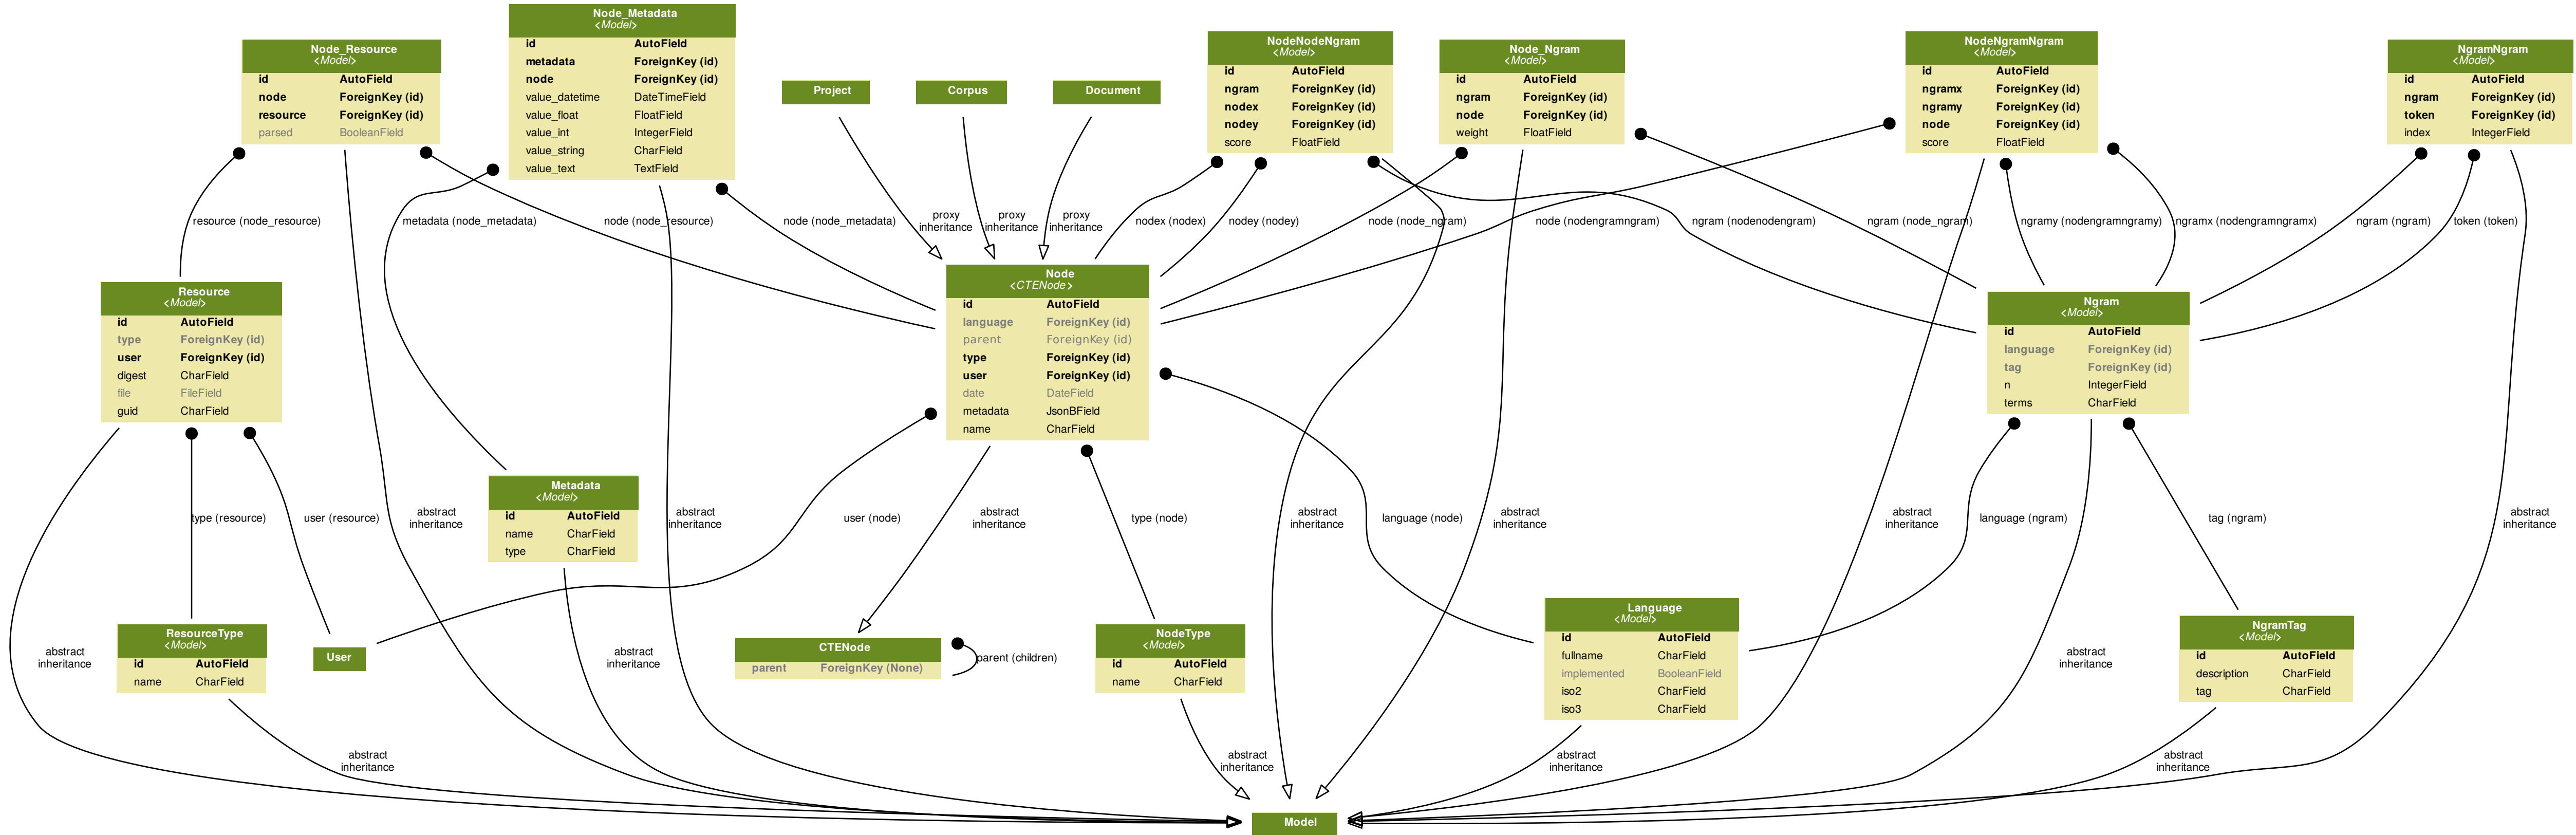 Node_Resource
<Model>
id AutoField
node ForeignKey (id)
resource ForeignKey (id)
parsed BooleanField
Node_Metadata
<Model>
id AutoField
metadata ForeignKey (id)
node ForeignKey (id)
value_datetime DateTimeField
value_float FloatField
value_int IntegerField
value_string CharField
value_text TextField
Project
Corpus
Document
NodeNodeNgram
<Model>
id AutoField
ngram ForeignKey (id)
nodex ForeignKey (id)
nodey ForeignKey (id)
score FloatField
Node_Ngram
<Model>
id AutoField
ngram ForeignKey (id)
node ForeignKey (id)
weight FloatField
NodeNgramNgram
<Model>
id AutoField
ngramx ForeignKey (id)
ngramy ForeignKey (id)
node ForeignKey (id)
score FloatField
NgramNgram
<Model>
id AutoField
ngram ForeignKey (id)
token ForeignKey (id)
index IntegerField
resource (node_resource)
metadata (node_metadata)
node (node_resource)
node (node_metadata)
proxy
inheritance
proxy
inheritance
proxy
inheritance
nodex (nodex)
nodey (nodey)
node (node_ngram)
node (nodengramngram)
ngram (nodenodengram)
ngram (node_ngram)
ngramy (nodengramngramy)
ngramx (nodengramngramx)
ngram (ngram)
token (token)
Resource
<Model>
id AutoField
type ForeignKey (id)
user ForeignKey (id)
digest CharField
file FileField
guid CharField
Node
<CTENode>
id AutoField
language ForeignKey (id)
parent ForeignKey (id)
type ForeignKey (id)
user ForeignKey (id)
date DateField
metadata JsonBField
name CharField
Ngram
<Model>
id AutoField
language ForeignKey (id)
tag ForeignKey (id)
n IntegerField
terms CharField
type (resource)
user (resource)
abstract
inheritance
Metadata
<Model>
id AutoField
name CharField
type CharField
abstract
inheritance
user (node)
abstract
inheritance
type (node)
abstract
inheritance
language (node)
abstract
inheritance
abstract
inheritance
language (ngram)
tag (ngram)
abstract
inheritance
abstract
inheritance
ResourceType
<Model>
id AutoField
name CharField
User
abstract
inheritance
CTENode
parent ForeignKey (None)
parent (children)
NodeType
<Model>
id AutoField
name CharField
Language
<Model>
id AutoField
fullname CharField
implemented BooleanField
iso2 CharField
iso3 CharField
abstract
inheritance
NgramTag
<Model>
id AutoField
description CharField
tag CharField
abstract
inheritance
abstract
inheritance
abstract
inheritance
abstract
inheritance
Model